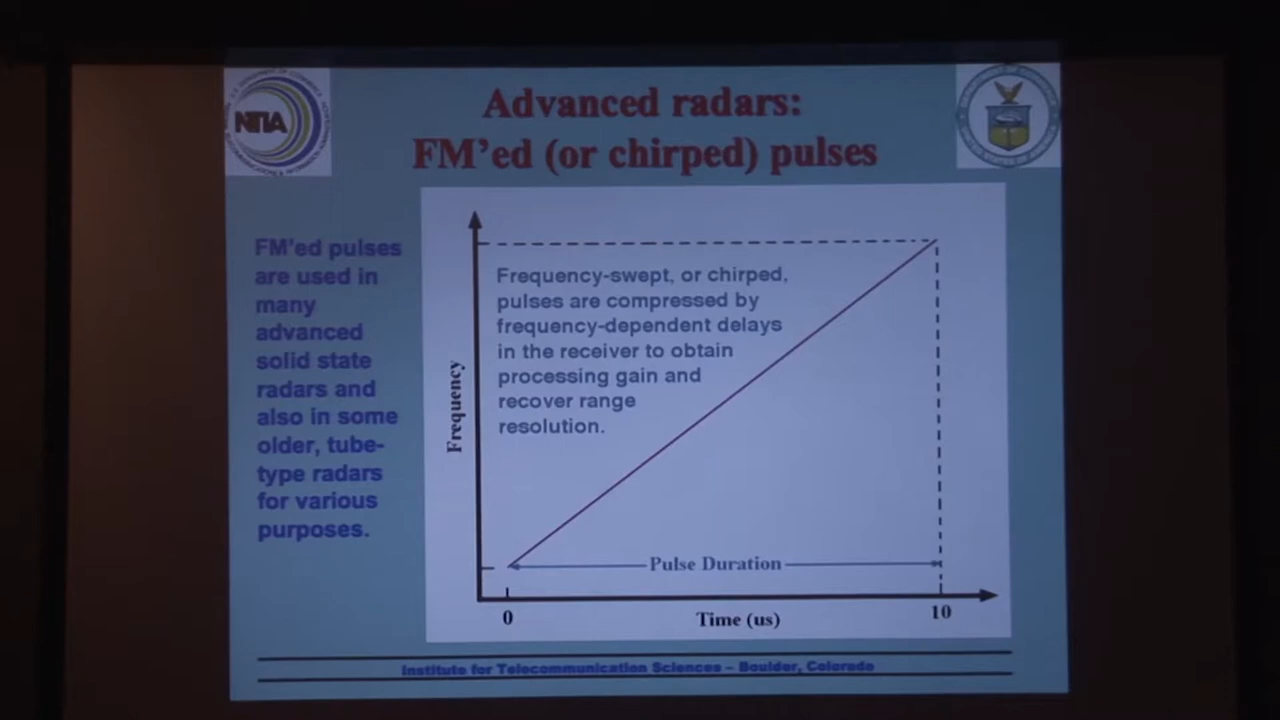 NTIA
Advanced radars:
FM'ed (or chirped) pulses
FM'ed pulses
are used in
many
advanced
solid state
radars and
also in some
older, tube-
type radars
for various
purposes.
Frequency-swept, or chirped,
pulses are compressed by
frequency-dependent delays
in the receiver to obtain
processing gain and
recover range
resolution.
Frequency
Pulse Duration
0
10
Time (us)
Institute for Telecommunication Sciences – Boulder, Colorado